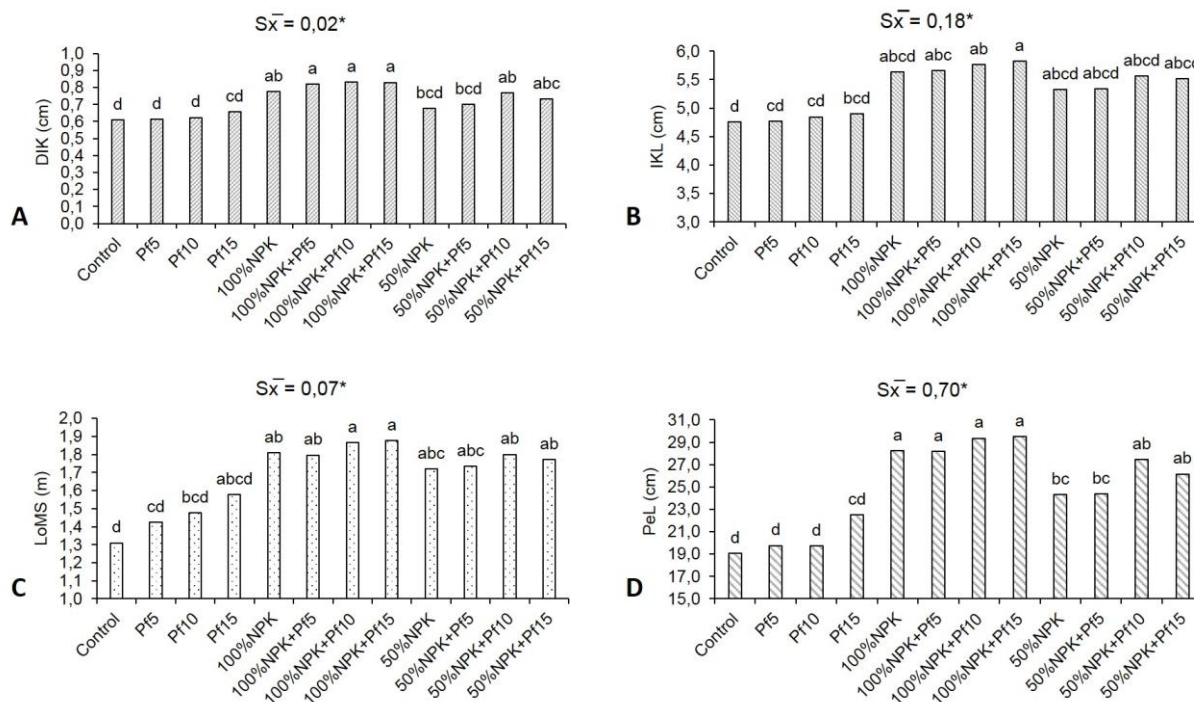 Sx̅ = 0,02*
DIK (cm)
1,0
0,9
0,8
0,7
0,6
0,5
0,4
0,3
0,2
0,1
0,0
d d d cd ab a a a bcd bcd ab abc
Control Pf5 Pf10 Pf15 100%NPK 100%NPK+Pf5 100%NPK+Pf10 100%NPK+Pf15 50%NPK 50%NPK+Pf5 50%NPK+Pf10 50%NPK+Pf15
A
Sx̅ = 0,18*
IKL (cm)
6,0
5,5
5,0
4,5
4,0
3,5
3,0
d cd cd bcd abcd abc ab a abcd abcd abcd abcd
Control Pf5 Pf10 Pf15 100%NPK 100%NPK+Pf5 100%NPK+Pf10 100%NPK+Pf15 50%NPK 50%NPK+Pf5 50%NPK+Pf10 50%NPK+Pf15
B
Sx̅ = 0,07*
LoMS (m)
2,0
1,9
1,8
1,7
1,6
1,5
1,4
1,3
1,2
1,1
1,0
d cd bcd abcd ab ab a a abc abc ab ab
Control Pf5 Pf10 Pf15 100%NPK 100%NPK+Pf5 100%NPK+Pf10 100%NPK+Pf15 50%NPK 50%NPK+Pf5 50%NPK+Pf10 50%NPK+Pf15
C
Sx̅ = 0,70*
PeL (cm)
31,0
29,0
27,0
25,0
23,0
21,0
19,0
17,0
15,0
d d d cd a a a a bc bc ab ab
Control Pf5 Pf10 Pf15 100%NPK 100%NPK+Pf5 100%NPK+Pf10 100%NPK+Pf15 50%NPK 50%NPK+Pf5 50%NPK+Pf10 50%NPK+Pf15
D